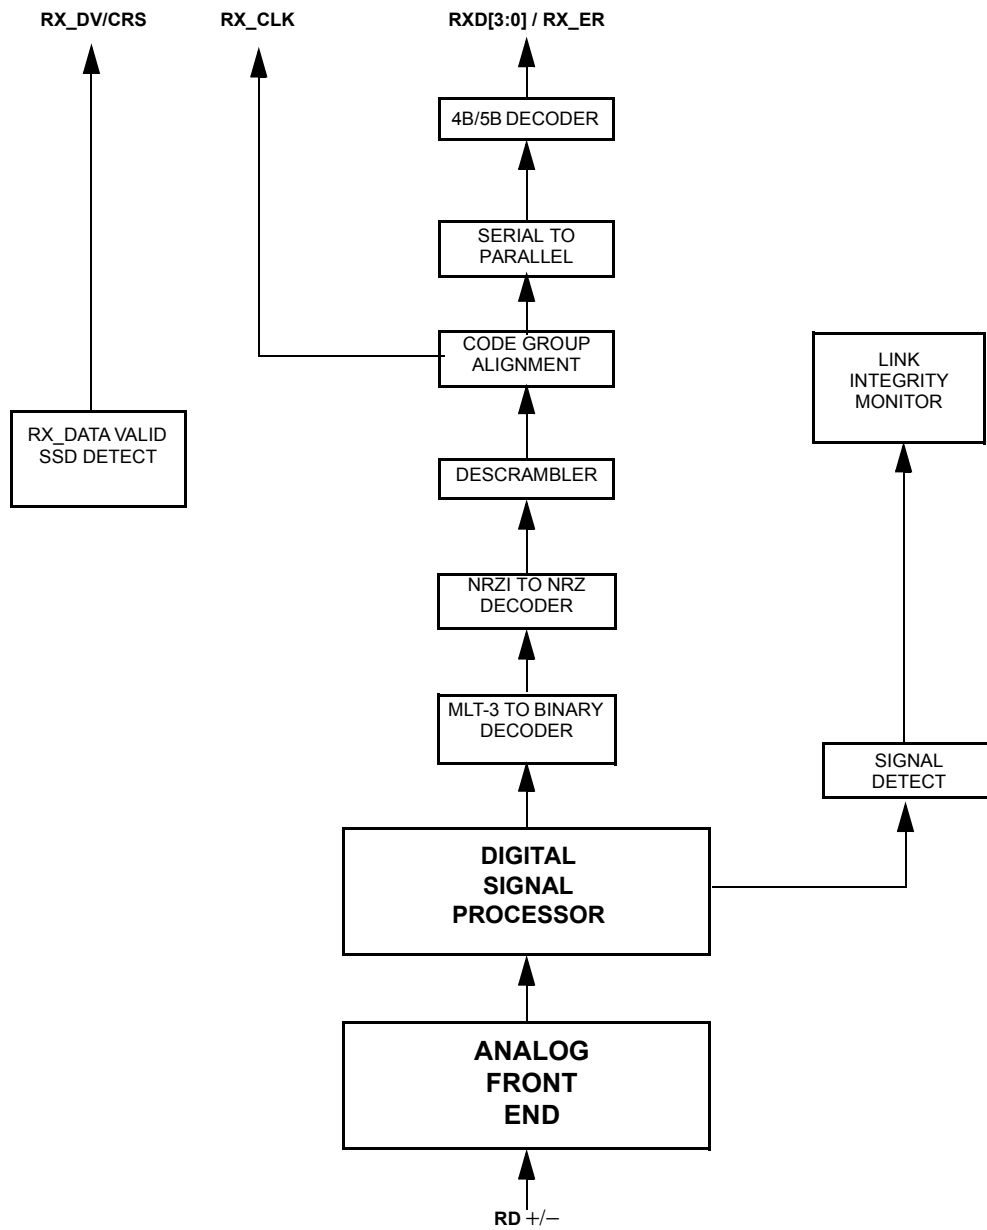 RX_DV/CRS
RX_CLK
RXD[3:0] / RX_ER
4B/5B DECODER
SERIAL TO
PARALLEL
CODE GROUP
ALIGNMENT
LINK
INTEGRITY
MONITOR
RX_DATA VALID
SSD DETECT
DESCRAMBLER
NRZI TO NRZ
DECODER
MLT-3 TO BINARY
DECODER
SIGNAL
DETECT
DIGITAL
SIGNAL
PROCESSOR
ANALOG
FRONT
END
RD +/−